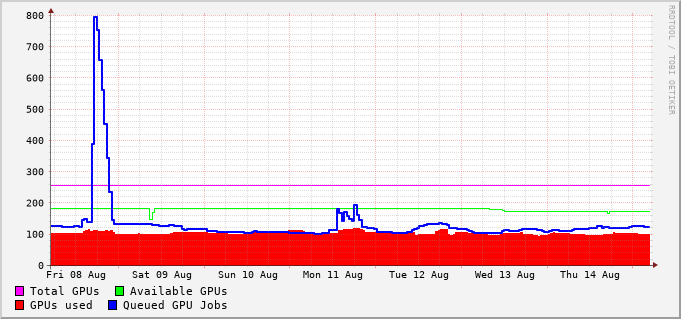 800
700
600
500
400
300
200
100
0
Fri 08 Aug Sat 09 Aug Sun 10 Aug Mon 11 Aug Tue 12 Aug Wed 13 Aug Thu 14 Aug
Total GPUs Available GPUs
GPUs used Queued GPU Jobs
RRDTOOL / TOBI OETIKER